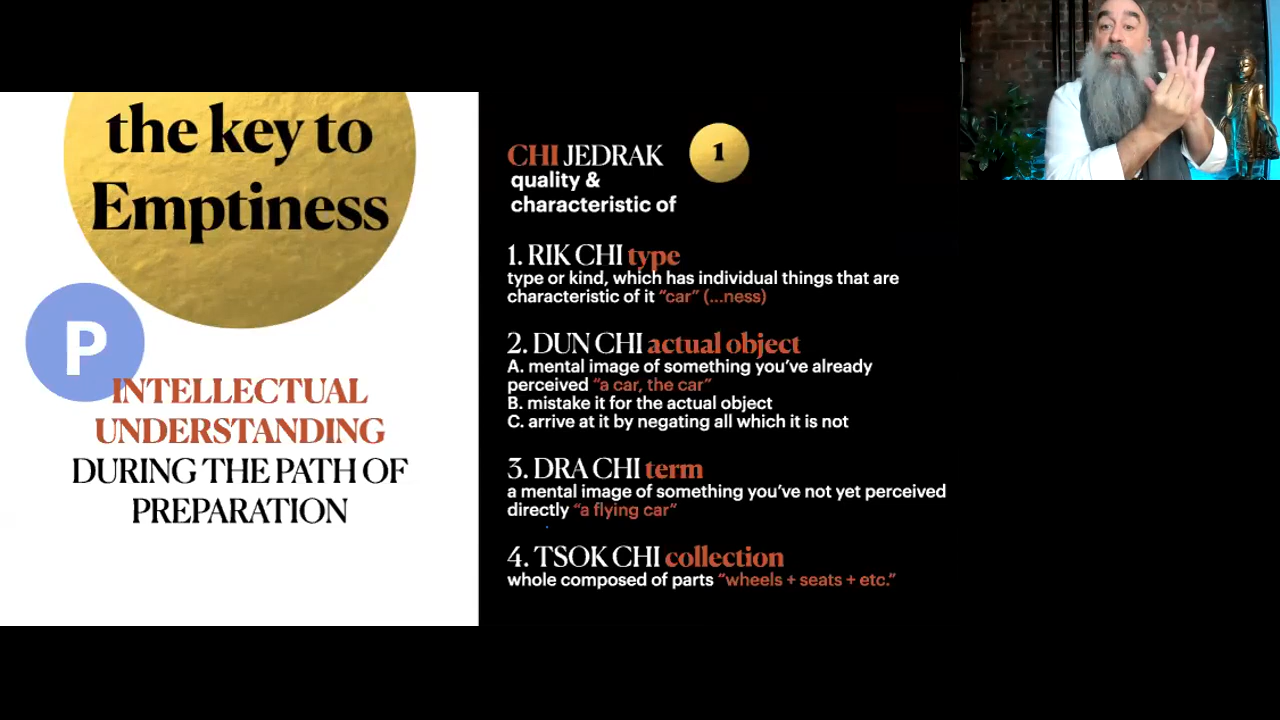 the key to
Emptiness
P
INTELLECTUAL
UNDERSTANDING
DURING THE PATH OF
PREPARATION
CHI JEDRAK
1
quality &
characteristic of
1. RIK CHI type
type or kind, which has individual things that are
characteristic of it “car” (...ness)
2. DUN CHI actual object
A. mental image of something you’ve already
perceived “a car, the car”
B. mistake it for the actual object
C. arrive at it by negating all which it is not
3. DRA CHI term
a mental image of something you’ve not yet perceived
directly “a flying car”
4. TSOK CHI collection
whole composed of parts “wheels + seats + etc.”